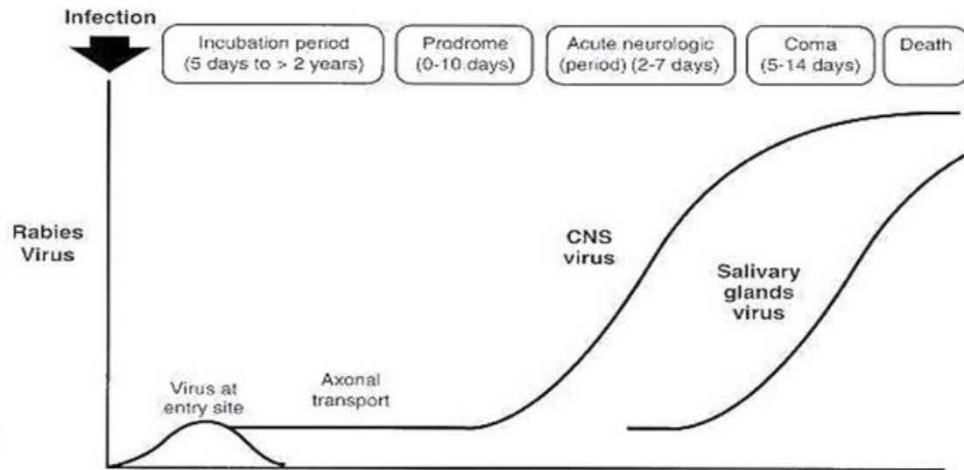 Infection
Incubation period
(5 days to > 2 years)
Prodrome
(0-10 days)
Acute neurologic
(period) (2-7 days)
Coma
(5-14 days)
Death
Rabies
Virus
CNS
virus
Salivary
glands
virus
Virus at
entry site
Axonal
transport